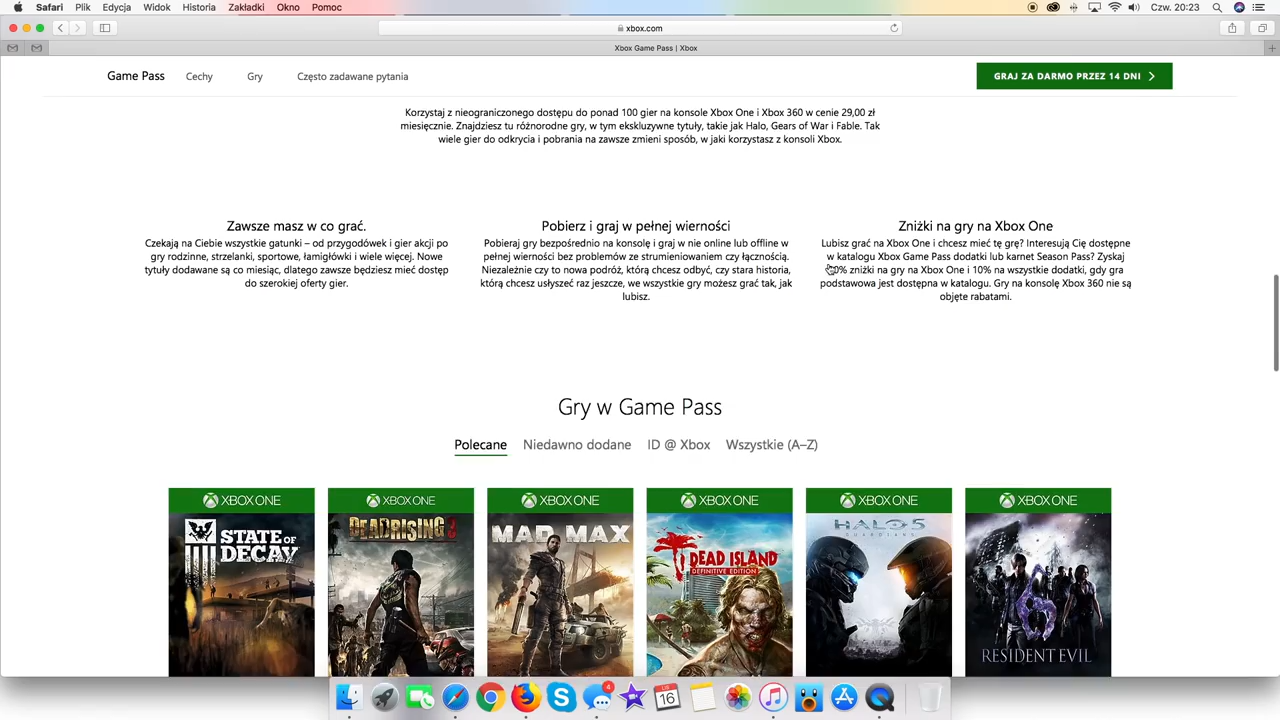 Safari Plik Edycja Widok Historia Zakładki Okno Pomoc Czw. 20:23
xbox.com
Xbox Game Pass | Xbox
Game Pass Cechy Gry Często zadawane pytania GRAJ ZA DARMO PRZEZ 14 DNI
Korzystaj z nieograniczonego dostępu do ponad 100 gier na konsole Xbox One i Xbox 360 w cenie 29,00 zł
miesięcznie. Znajdziesz tu różnorodne gry, w tym ekskluzywne tytuły, takie jak Halo, Gears of War i Fable. Tak
wiele gier do odkrycia i pobrania na zawsze zmieni sposób, w jaki korzystasz z konsoli Xbox.
Zawsze masz w co grać.
Czekają na Ciebie wszystkie gatunki – od przygodówek i gier akcji po
gry rodzinne, strzelanki, sportowe, łamigłówki i wiele więcej. Nowe
tytuły dodawane są co miesiąc, dlatego zawsze będziesz mieć dostęp
do szerokiej oferty gier.
Pobierz i graj w pełnej wierności
Pobieraj gry bezpośrednio na konsolę i graj w nie online lub offline w
pełnej wierności bez problemów ze strumieniowaniem czy łącznością.
Niezależnie czy to nowa podróż, którą chcesz odbyć, czy stara historia,
którą chcesz usłyszeć raz jeszcze, we wszystkie gry możesz grać tak, jak
lubisz.
Zniżki na gry na Xbox One
Lubisz grać na Xbox One i chcesz mieć tę grę? Interesują Cię dostępne
w katalogu Xbox Game Pass dodatki lub karnet Season Pass? Zyskaj
zniżki na gry na Xbox One i 10% na wszystkie dodatki, gdy gra
podstawowa jest dostępna w katalogu. Gry na konsolę Xbox 360 nie są
objęte rabatami.
Gry w Game Pass
Polecane Niedawno dodane ID @ Xbox Wszystkie (A–Z)
XBOX ONE XBOX ONE XBOX ONE XBOX ONE XBOX ONE XBOX ONE
STATE OF
DECAY
DEADRISING 3
MAD MAX
DEAD ISLAND
DEFINITIVE EDITION
HALO 5
GUARDIANS
6
RESIDENT EVIL
4
16